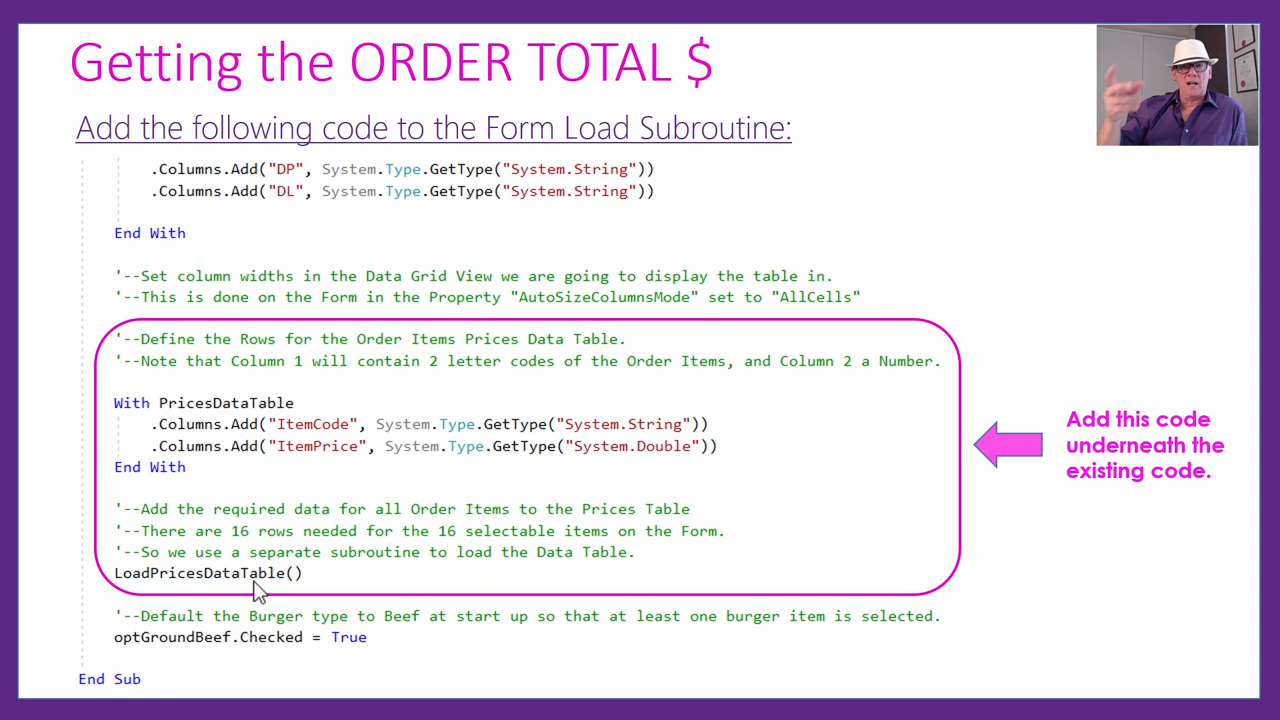 Getting the ORDER TOTAL $
Add the following code to the Form Load Subroutine:
.Columns.Add("DP", System.Type.GetType("System.String"))
.Columns.Add("DL", System.Type.GetType("System.String"))
End With
'--Set column widths in the Data Grid View we are going to display the table in.
'--This is done on the Form in the Property "AutoSizeColumnsMode" set to "AllCells"
'--Define the Rows for the Order Items Prices Data Table.
'--Note that Column 1 will contain 2 letter codes of the Order Items, and Column 2 a Number.
With PricesDataTable
.Columns.Add("ItemCode", System.Type.GetType("System.String"))
.Columns.Add("ItemPrice", System.Type.GetType("System.Double"))
End With
'--Add the required data for all Order Items to the Prices Table
'--There are 16 rows needed for the 16 selectable items on the Form.
'--So we use a separate subroutine to load the Data Table.
LoadPricesDataTable()
'--Default the Burger type to Beef at start up so that at least one burger item is selected.
optGroundBeef.Checked = True
End Sub
Add this code
underneath the
existing code.